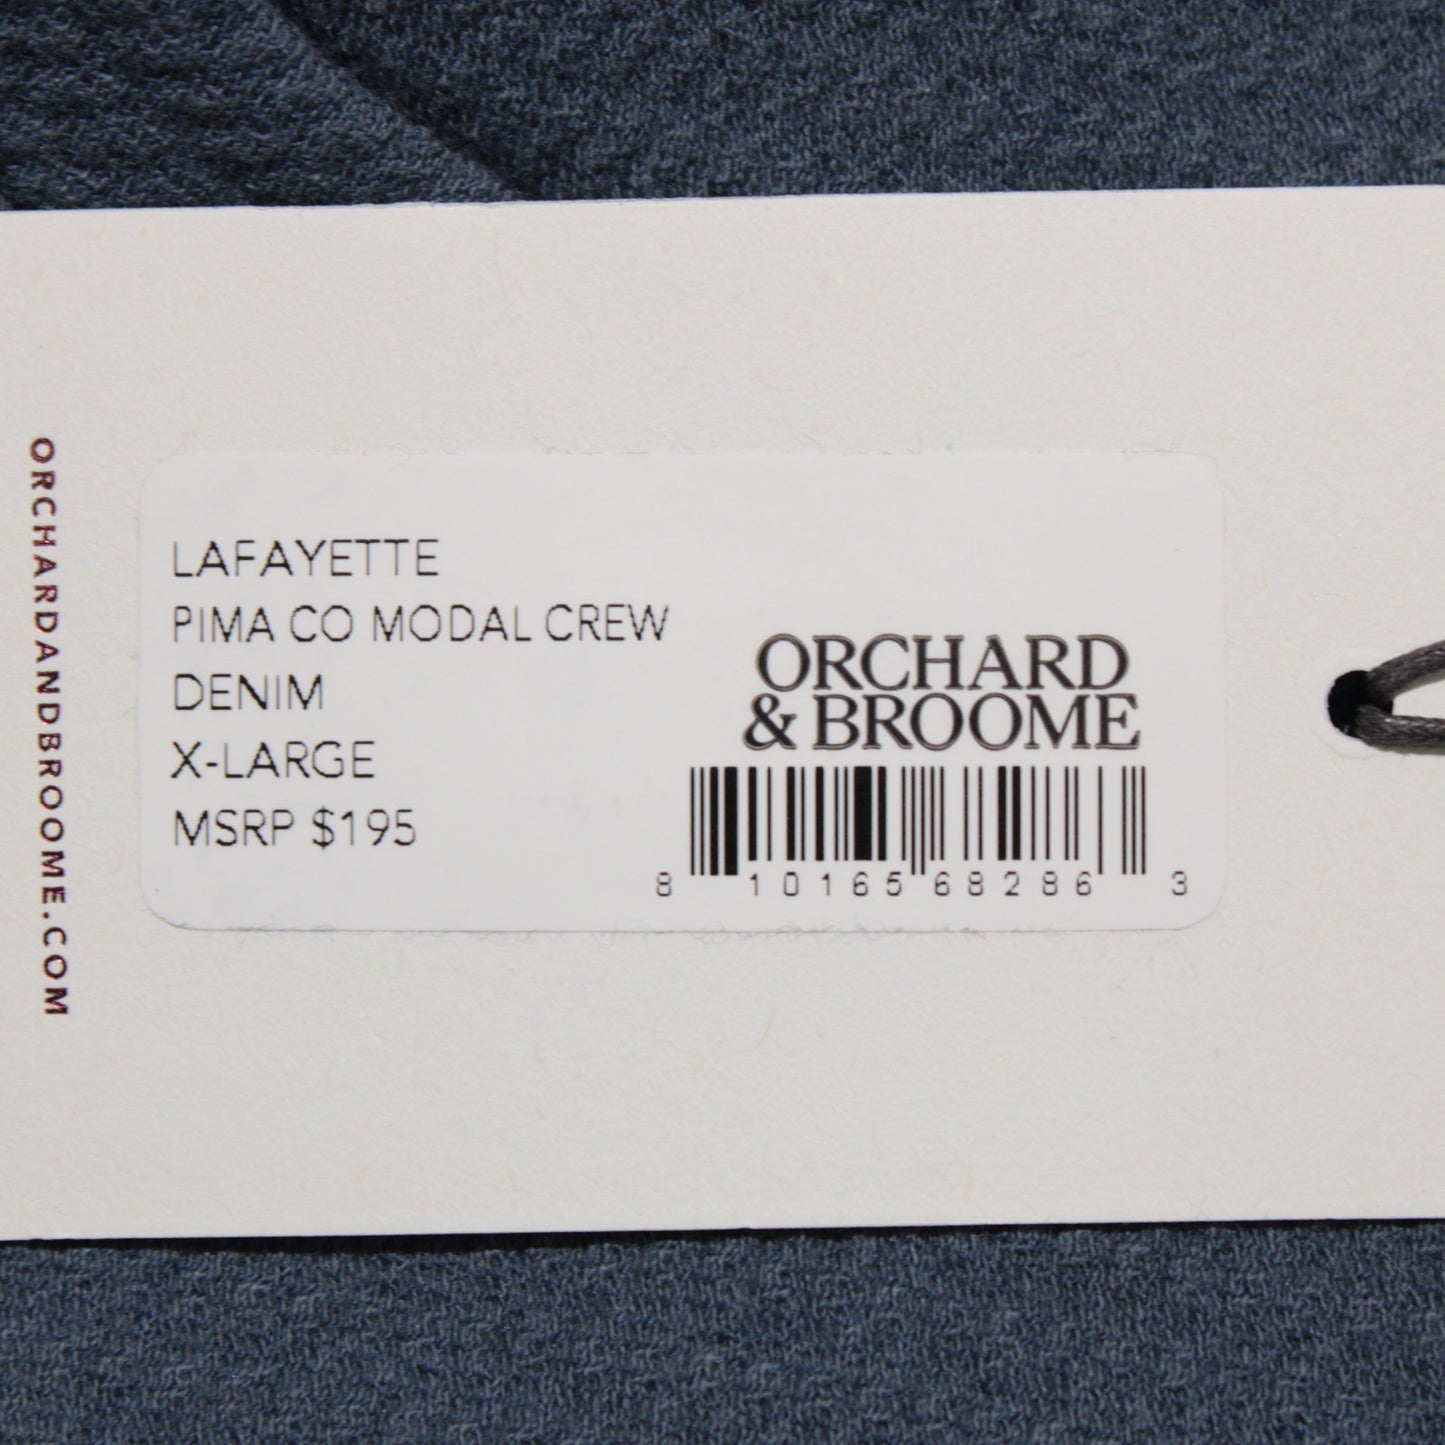 ORCHARDANDBROOME.COM
LAFAYETTE
PIMA CO MODAL CREW
DENIM
X-LARGE
MSRP $195
ORCHARD
& BROOME
8 10165 68286 3